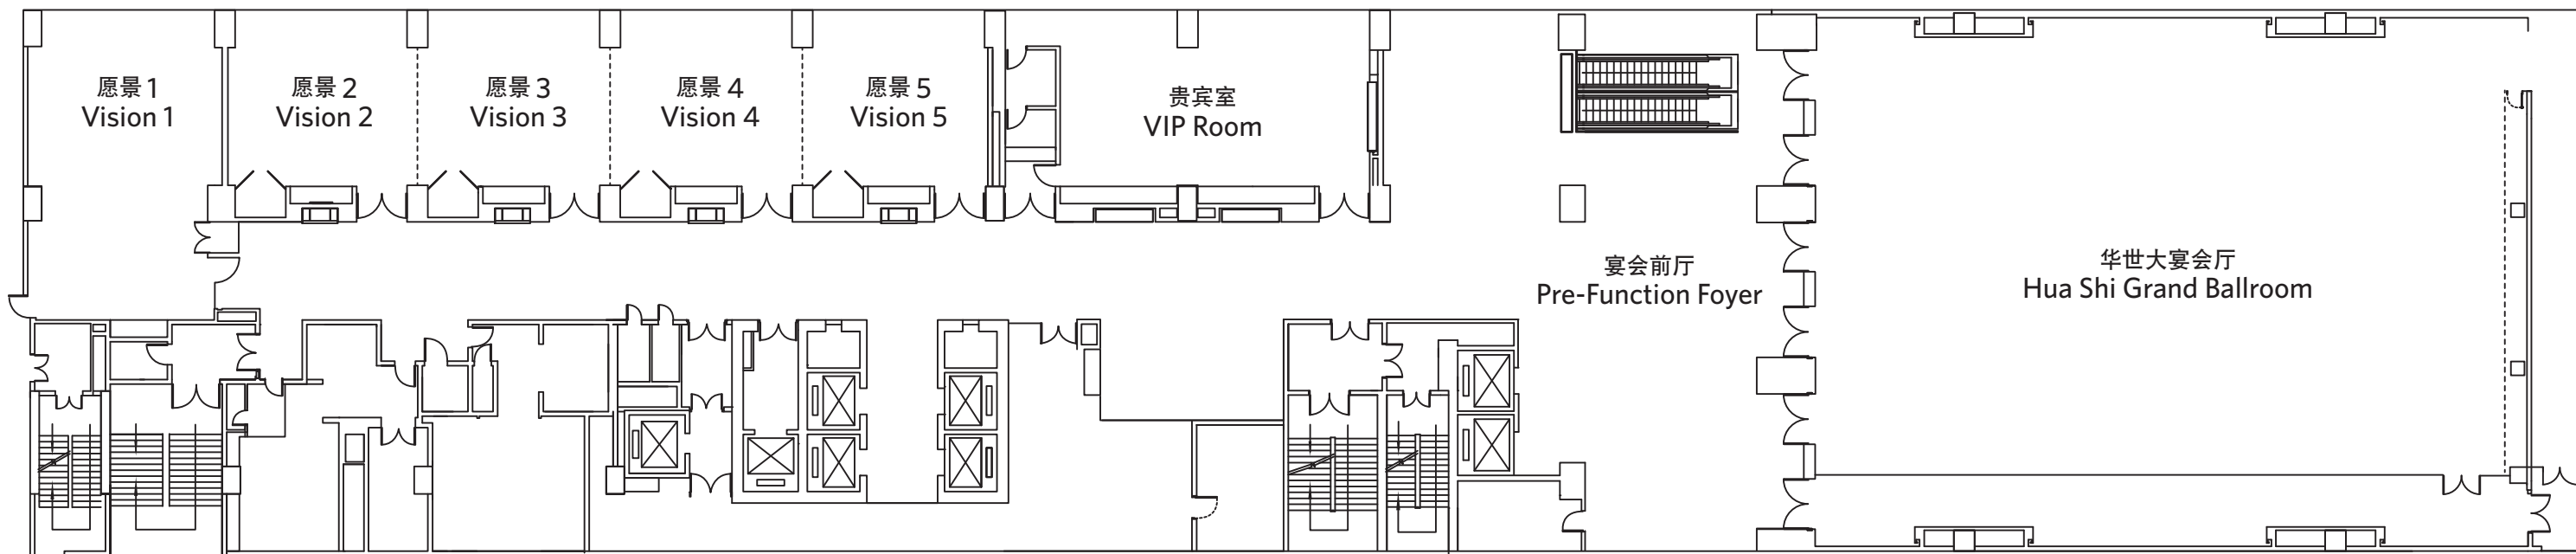 愿景 1
Vision 1
愿景 2
Vision 2
愿景 3
Vision 3
愿景 4
Vision 4
愿景 5
Vision 5
贵宾室
VIP Room
宴会前厅
Pre-Function Foyer
华世大宴会厅
Hua Shi Grand Ballroom